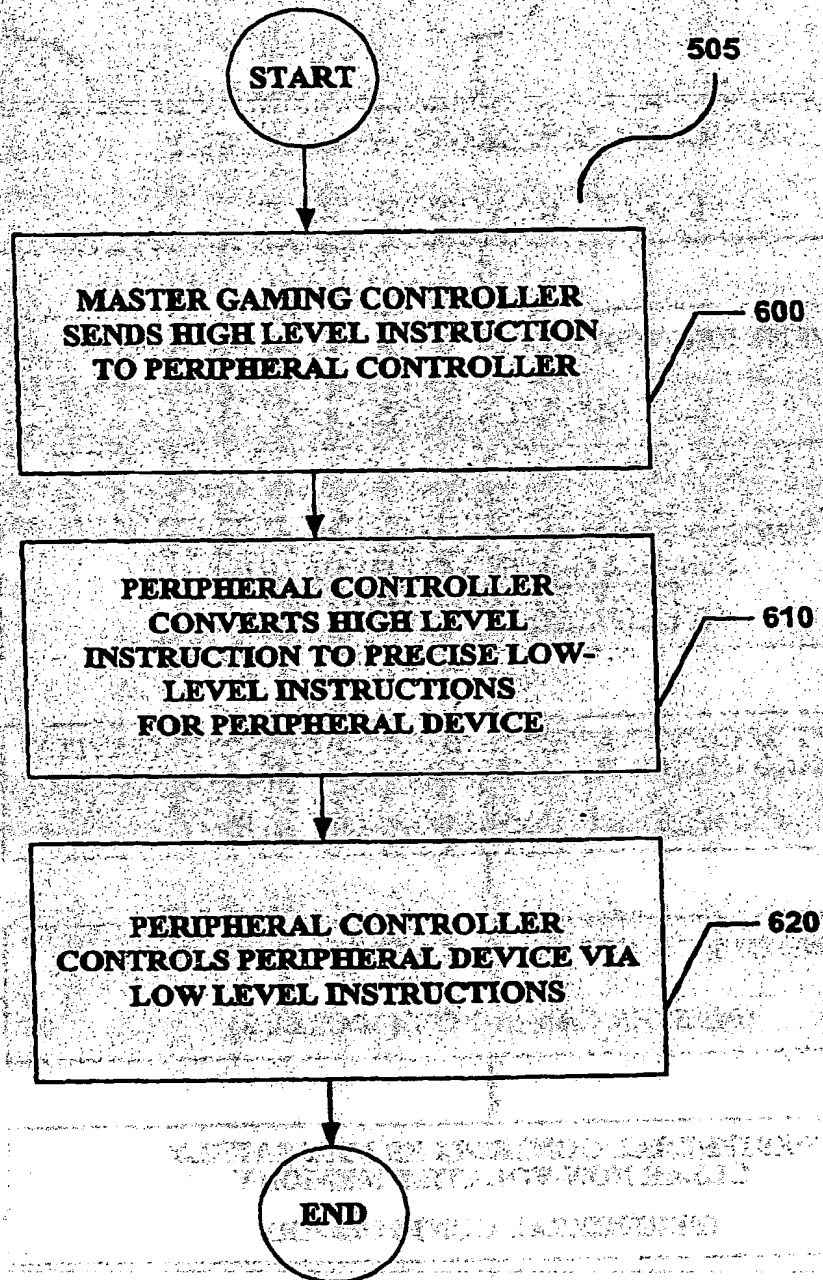 START
505
MASTER GAMING CONTROLLER
SENDS HIGH LEVEL INSTRUCTION
TO PERIPHERAL CONTROLLER
600
PERIPHERAL CONTROLLER
CONVERTS HIGH LEVEL
INSTRUCTION TO PRECISE LOW-
LEVEL INSTRUCTIONS
FOR PERIPHERAL DEVICE
610
PERIPHERAL CONTROLLER
CONTROLS PERIPHERAL DEVICE VIA
LOW LEVEL INSTRUCTIONS
620
END